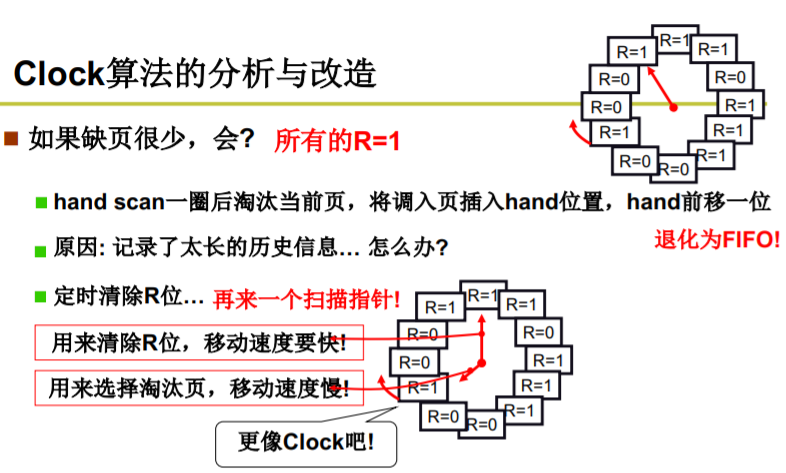 Clock算法的分析与改造
如果缺页很少，会? 所有的R=1
hand scan一圈后淘汰当前页，将调入页插入hand位置，hand前移一位
退化为FIFO!
原因: 记录了太长的历史信息… 怎么办?
定时清除R位… 再来一个扫描指针!
用来清除R位，移动速度要快!
用来选择淘汰页，移动速度慢!
更像Clock吧!
R=1
R=1
R=0
R=1
R=1
R=1
R=0
R=0
R=1
R=0
R=0
R=1
R=1
R=1
R=0
R=1
R=1
R=1
R=0
R=0
R=1
R=0
R=0
R=1